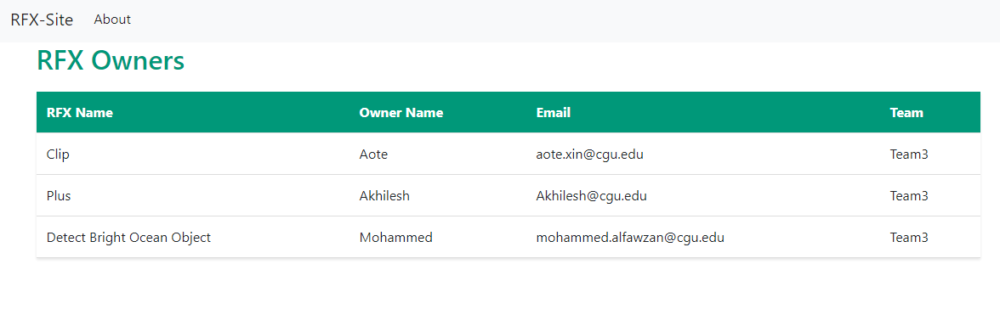 RFX-Site About
RFX Owners
RFX Name Owner Name Email Team
Clip Aote aote.xin@cgu.edu Team3
Plus Akhilesh Akhilesh@cgu.edu Team3
Detect Bright Ocean Object Mohammed mohammed.alfawzan@cgu.edu Team3